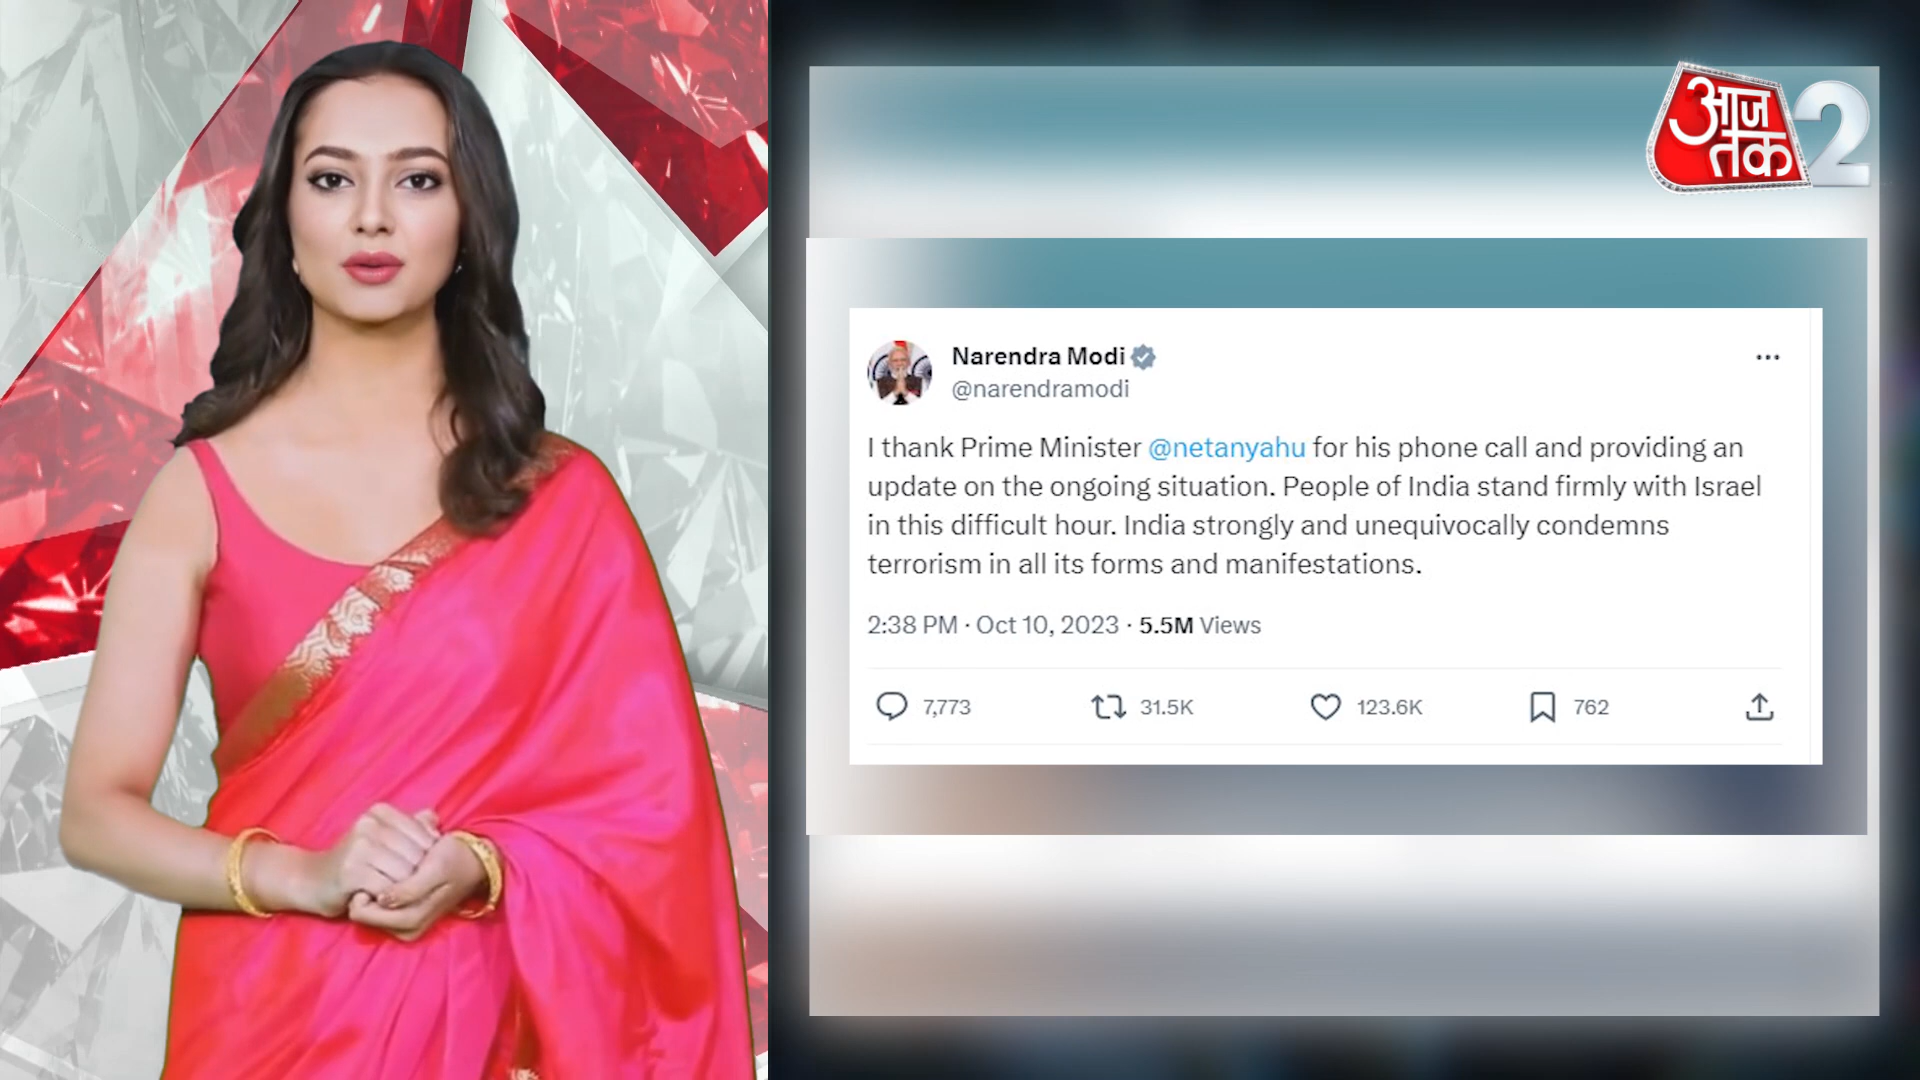 आज
तक 2
Narendra Modi
@narendramodi
I thank Prime Minister @netanyahu for his phone call and providing an
update on the ongoing situation. People of India stand firmly with Israel
in this difficult hour. India strongly and unequivocally condemns
terrorism in all its forms and manifestations.
2:38 PM · Oct 10, 2023 · 5.5M Views
7,773 31.5K 123.6K 762